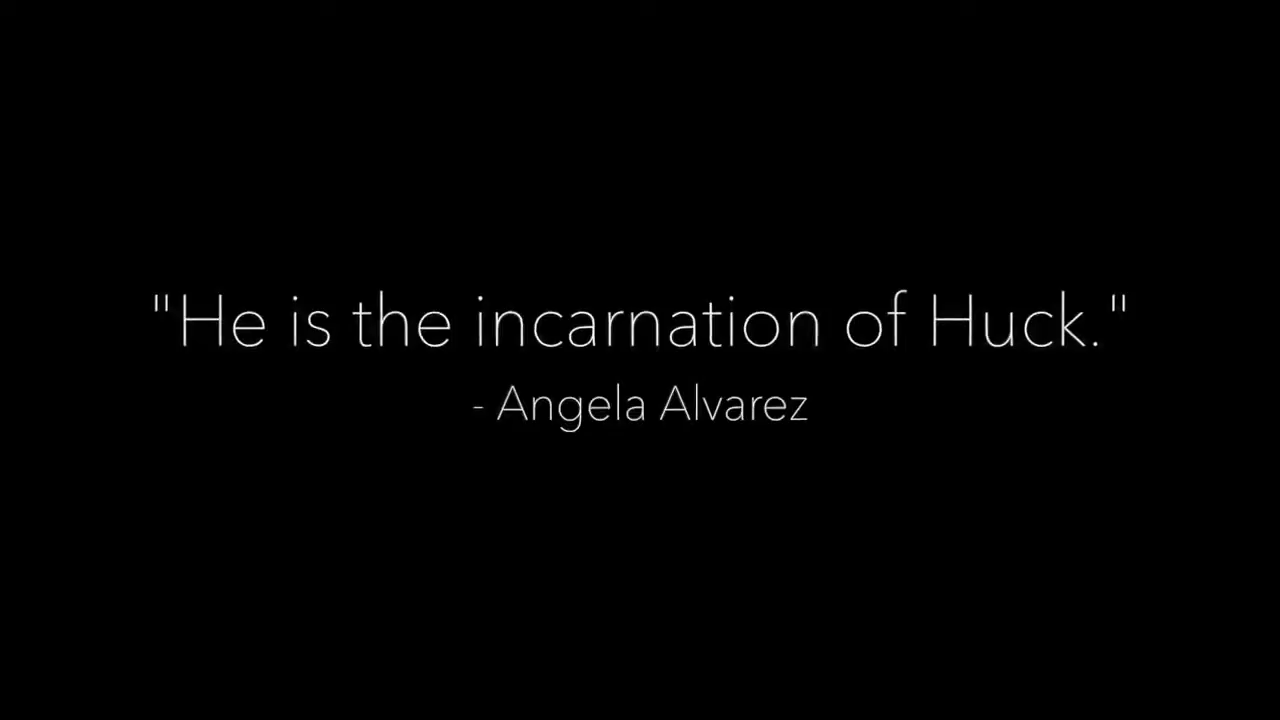 "He is the incarnation of Huck."
- Angela Alvarez